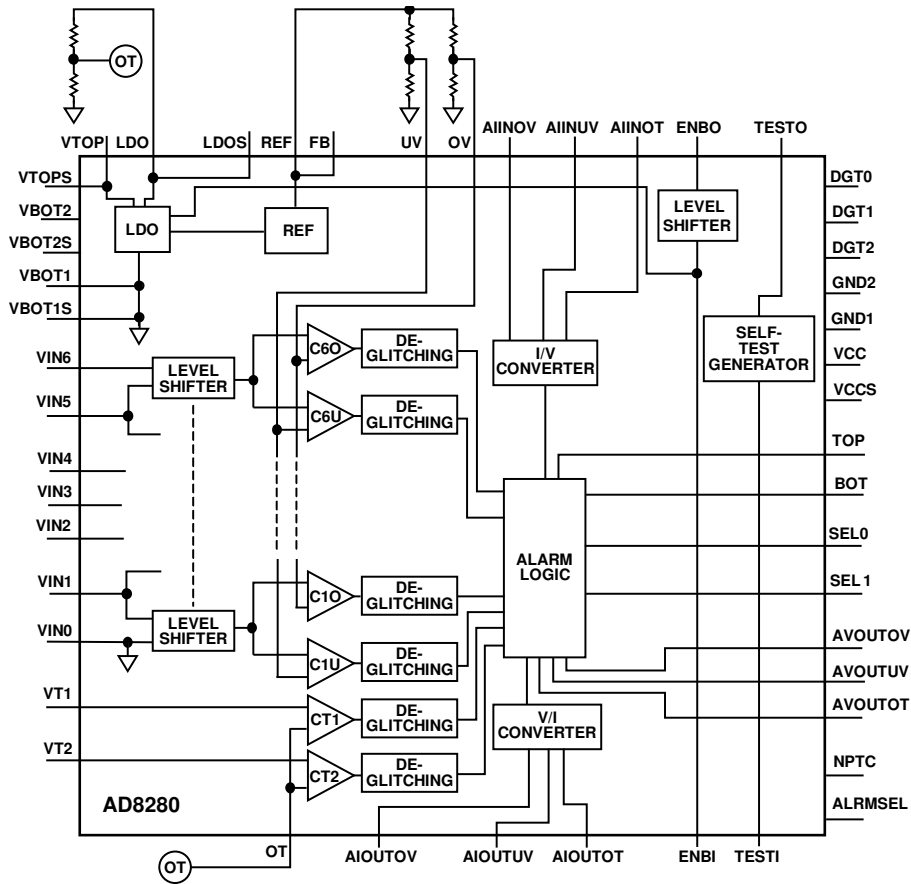 OT
VTOP LDO LDOS REF FB UV OV AIINOV AIINUV AIINOT ENBO TESTO
VTOPS
VBOT2
VBOT2S
VBOT1
VBOT1S
VIN6
VIN5
VIN4
VIN3
VIN2
VIN1
VIN0
VT1
VT2
LDO
REF
LEVEL
SHIFTER
LEVEL
SHIFTER
C6O
DE-
GLITCHING
C6U
DE-
GLITCHING
LEVEL
SHIFTER
C1O
DE-
GLITCHING
C1U
DE-
GLITCHING
CT1
DE-
GLITCHING
CT2
DE-
GLITCHING
I/V
CONVERTER
ALARM
LOGIC
V/I
CONVERTER
SELF-
TEST
GENERATOR
DGT0
DGT1
DGT2
GND2
GND1
VCC
VCCS
TOP
BOT
SEL0
SEL1
AVOUTOV
AVOUTUV
AVOUTOT
NPTC
ALRMSEL
AD8280
OT
OT AIOUTOV AIOUTUV AIOUTOT ENBI TESTI